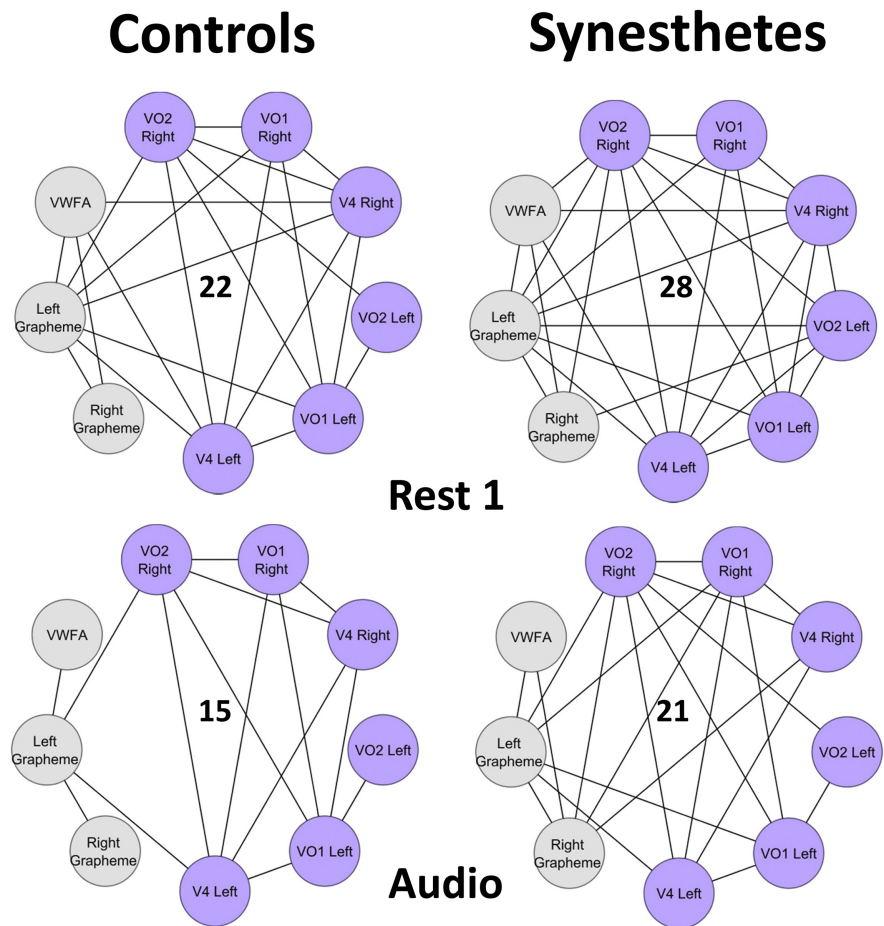 Controls
Synesthetes
VO2
Right
VO1
Right
VWFA
V4 Right
22
Left
Grapheme
VO2 Left
Right
Grapheme
VO1 Left
V4 Left
VO2
Right
VO1
Right
VWFA
V4 Right
28
Left
Grapheme
VO2 Left
Right
Grapheme
VO1 Left
V4 Left
Rest 1
VO2
Right
VO1
Right
VWFA
V4 Right
15
Left
Grapheme
VO2 Left
Right
Grapheme
VO1 Left
V4 Left
VO2
Right
VO1
Right
VWFA
V4 Right
21
Left
Grapheme
VO2 Left
Right
Grapheme
VO1 Left
V4 Left
Audio